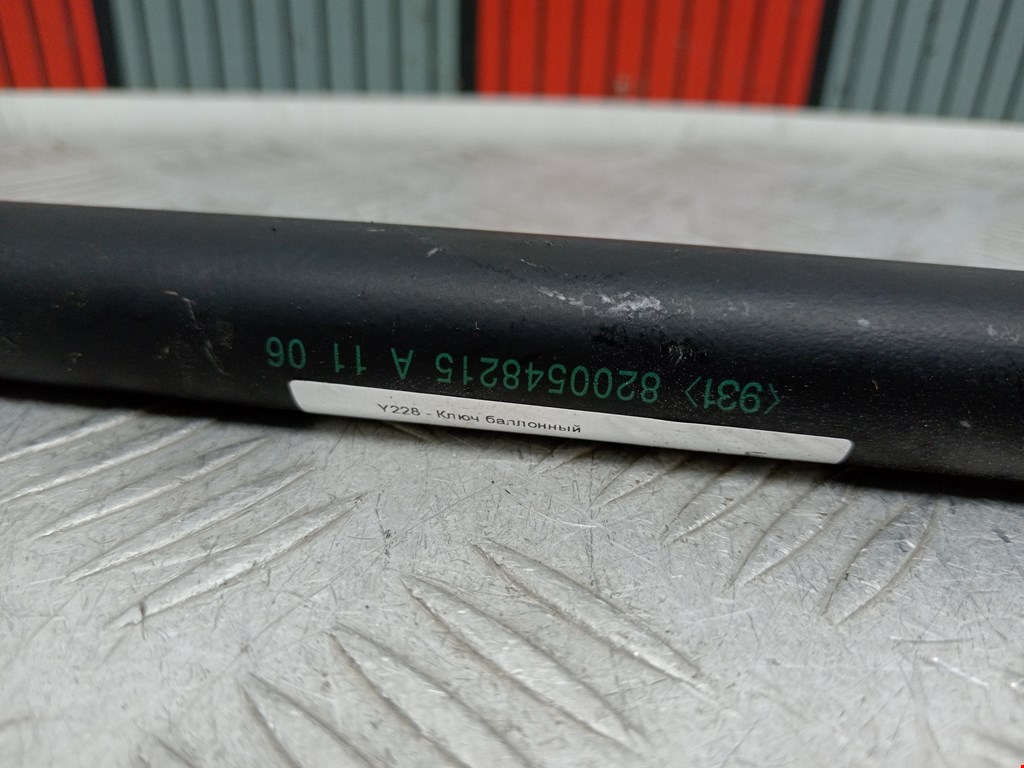 <931> 8200548215 A 11 06
Y228 - Ключ баллонный